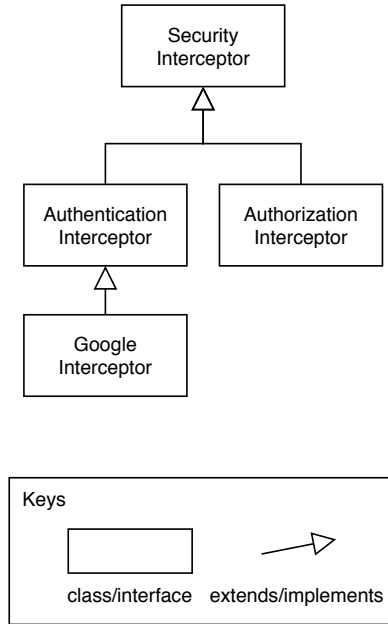 Security
Interceptor
Authentication
Interceptor
Authorization
Interceptor
Google
Interceptor
Keys
class/interface
extends/implements